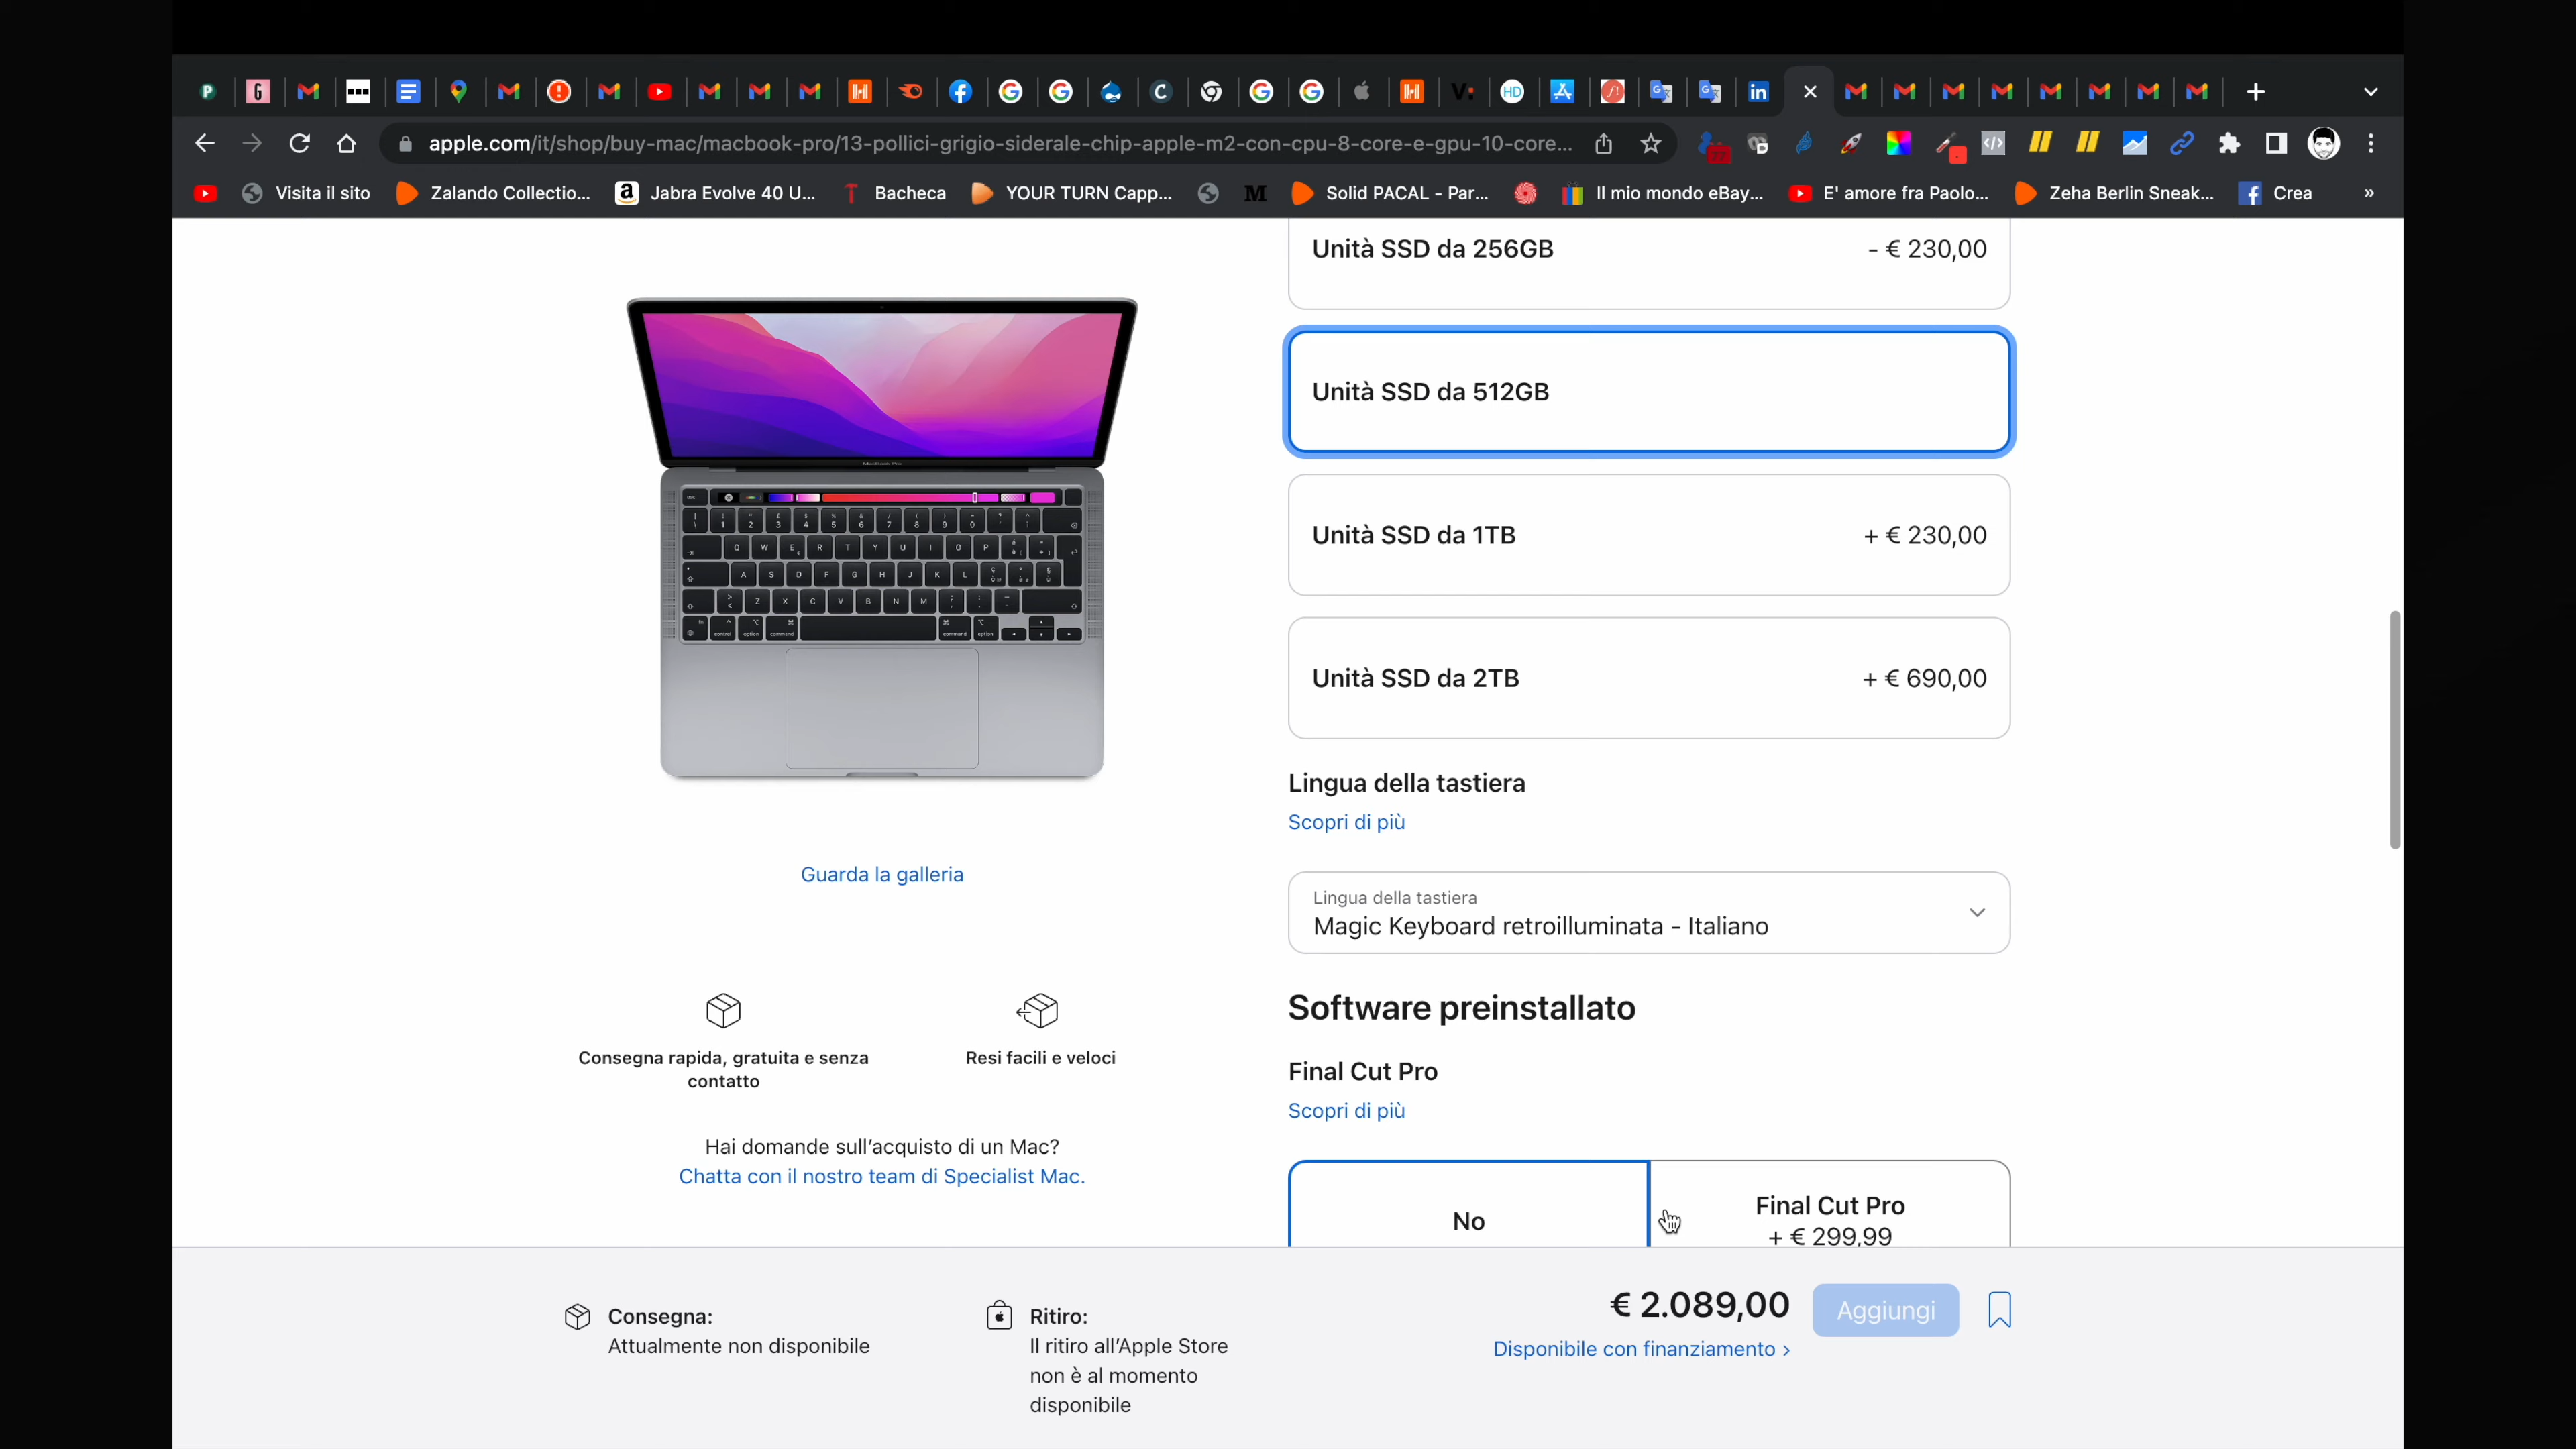 apple.com/it/shop/buy-mac/macbook-pro/13-pollici-grigio-siderale-chip-apple-m2-con-cpu-8-core-e-gpu-10-core...
Visita il sito
Zalando Collectio...
Jabra Evolve 40 U...
Bacheca
YOUR TURN Capp...
M
Solid PACAL - Par...
Il mio mondo eBay...
E' amore fra Paolo...
Zeha Berlin Sneak...
Crea
»
Unità SSD da 256GB
- € 230,00
Unità SSD da 512GB
Unità SSD da 1TB
+ € 230,00
Unità SSD da 2TB
+ € 690,00
Lingua della tastiera
Scopri di più
Lingua della tastiera
Magic Keyboard retroilluminata - Italiano
Software preinstallato
Final Cut Pro
Scopri di più
No
Final Cut Pro
+ € 299,99
Guarda la galleria
Consegna rapida, gratuita e senza
contatto
Resi facili e veloci
Hai domande sull'acquisto di un Mac?
Chatta con il nostro team di Specialist Mac.
Consegna:
Attualmente non disponibile
Ritiro:
Il ritiro all'Apple Store
non è al momento
disponibile
€ 2.089,00
Aggiungi
Disponibile con finanziamento ›